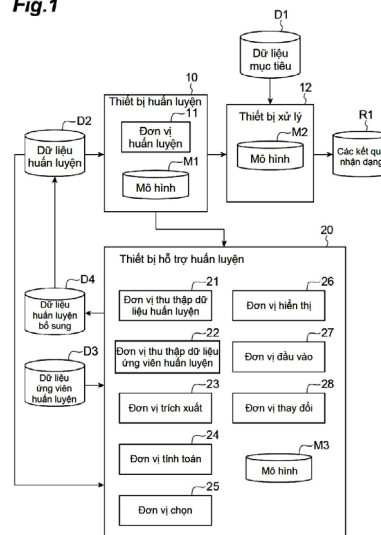 Fig.1
D1
Dữ liệu
mục tiêu
10
Thiết bị huấn luyện
11
Đơn vị
huấn luyện
M1
Mô hình
12
Thiết bị xử lý
M2
Mô hình
R1
Các kết quả
nhận dạng
D2
Dữ liệu
huấn luyện
D4
Dữ liệu
huấn luyện
bổ sung
D3
Dữ liệu
ứng viên
huấn luyện
20
Thiết bị hỗ trợ huấn luyện
21
Đơn vị thu thập dữ
liệu huấn luyện
22
Đơn vị thu thập dữ liệu
ứng viên huấn luyện
23
Đơn vị trích xuất
24
Đơn vị tính toán
25
Đơn vị chọn
26
Đơn vị hiển thị
27
Đơn vị đầu vào
28
Đơn vị thay đổi
M3
Mô hình